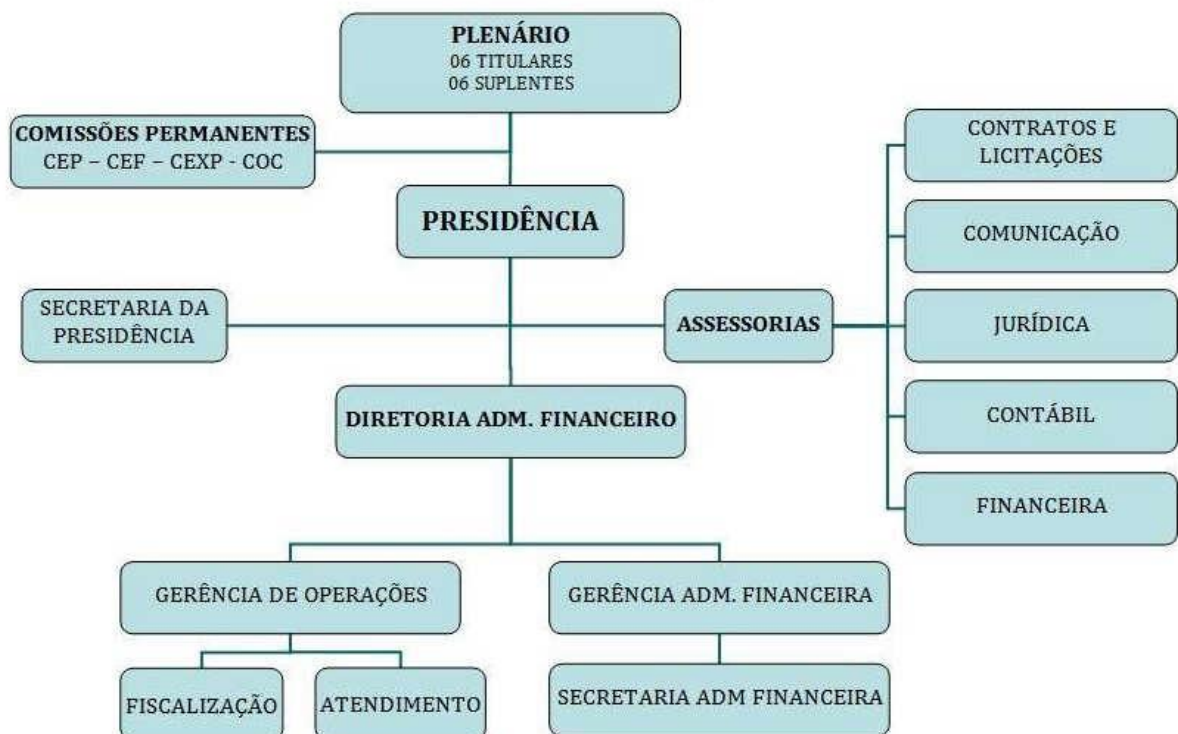 PLENÁRIO
06 TITULARES
06 SUPLENTES
COMISSÕES PERMANENTES
CEP – CEF – CEXP - COC
PRESIDÊNCIA
SECRETARIA DA
PRESIDÊNCIA
ASSESSORIAS
CONTRATOS E
LICITAÇÕES
COMUNICAÇÃO
JURÍDICA
CONTÁBIL
FINANCEIRA
DIRETORIA ADM. FINANCEIRO
GERÊNCIA DE OPERAÇÕES
GERÊNCIA ADM. FINANCEIRA
FISCALIZAÇÃO
ATENDIMENTO
SECRETARIA ADM FINANCEIRA